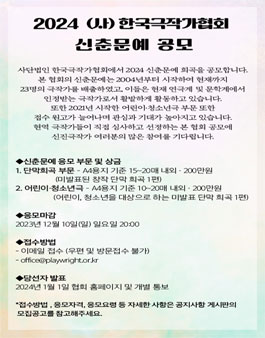 2024 (사) 한국극작가협회
신춘문예 공모
사단법인 한국극작가협회에서 2024 신춘문예 희곡을 공모합니다.
본 협회의 신춘문예는 2004년부터 시작하여 현재까지
23명의 극작가를 배출하였고, 이들은 현재 연극계 및 문학계에서
인정받는 극작가로서 활발하게 활동하고 있습니다.
또한 2021년 시작한 어린이·청소년극 부문 또한
접수 원고가 늘어나며 관심과 기대가 높아지고 있습니다.
현역 극작가들이 직접 심사하고 선정하는 본 협회 공모에
신진극작가 여러분의 많은 참여를 기다립니다.
◆신춘문예 응모 부문 및 상금
1. 단막희곡 부문 - A4용지 기준 15~20매 내외 · 200만원
(미발표된 창작 단막 희곡 1편)
2. 어린이·청소년극 - A4용지 기준 10~20매 내외 · 200만원
(어린이, 청소년을 대상으로 하는 미발표 단막 희곡 1편)
◆응모마감
2023년 12월 10일(일) 일요일 20:00
◆접수방법
- 이메일 접수 (우편 및 방문접수 불가)
- office@playwright.or.kr
◆당선자 발표
2024년 1월 1일 협회 홈페이지 및 개별 통보
*접수방법 , 응모자격, 응모요령 등 자세한 사항은 공지사항 게시판의
모집공고를 참고해주세요.